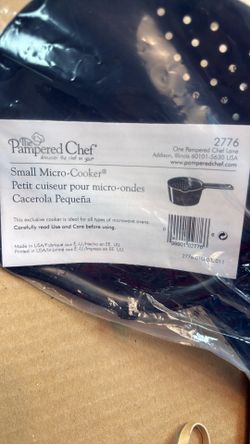 The
Pampered Chef®
discover the chef in you®
2776
One Pampered Chef Lane
Addison, Illinois 60101-5630 USA
www.pamperedchef.com
Small Micro-Cooker®
Petit cuiseur pour micro-ondes
Cacerola Pequeña
This exclusive cooker is ideal for all types of microwave ovens.
Carefully read Use and Care before using.
Made in USA/Fabriqué aux É.-U./Hecho en EE. UU.
Printed in USA/Imprimé aux É.-U./Impreso en EE. UU.